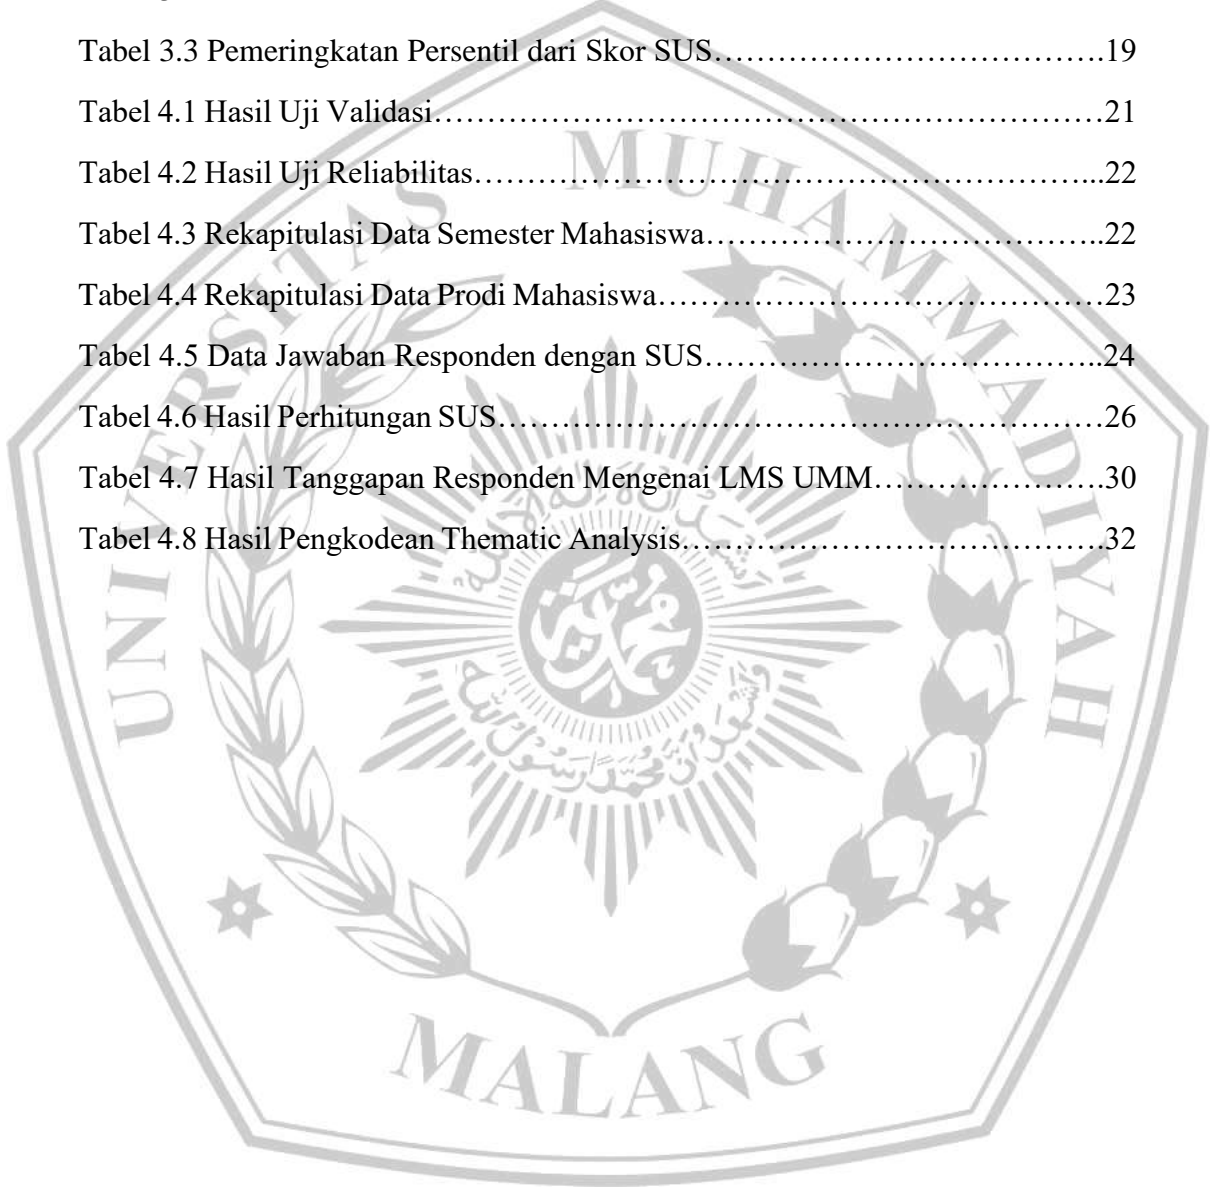 Tabel 3.3 Pemeringkatan Persentil dari Skor SUS……………………………….19
Tabel 4.1 Hasil Uji Validasi………………………………………………………21
Tabel 4.2 Hasil Uji Reliabilitas…………………………………………………...22
Tabel 4.3 Rekapitulasi Data Semester Mahasiswa………………………………..22
Tabel 4.4 Rekapitulasi Data Prodi Mahasiswa……………………………………23
Tabel 4.5 Data Jawaban Responden dengan SUS………………………………..24
Tabel 4.6 Hasil Perhitungan SUS…………………………………………………26
Tabel 4.7 Hasil Tanggapan Responden Mengenai LMS UMM………………….30
Tabel 4.8 Hasil Pengkodean Thematic Analysis………………………………….32
UNIVERSITAS MUHAMMADIYAH
MALANG